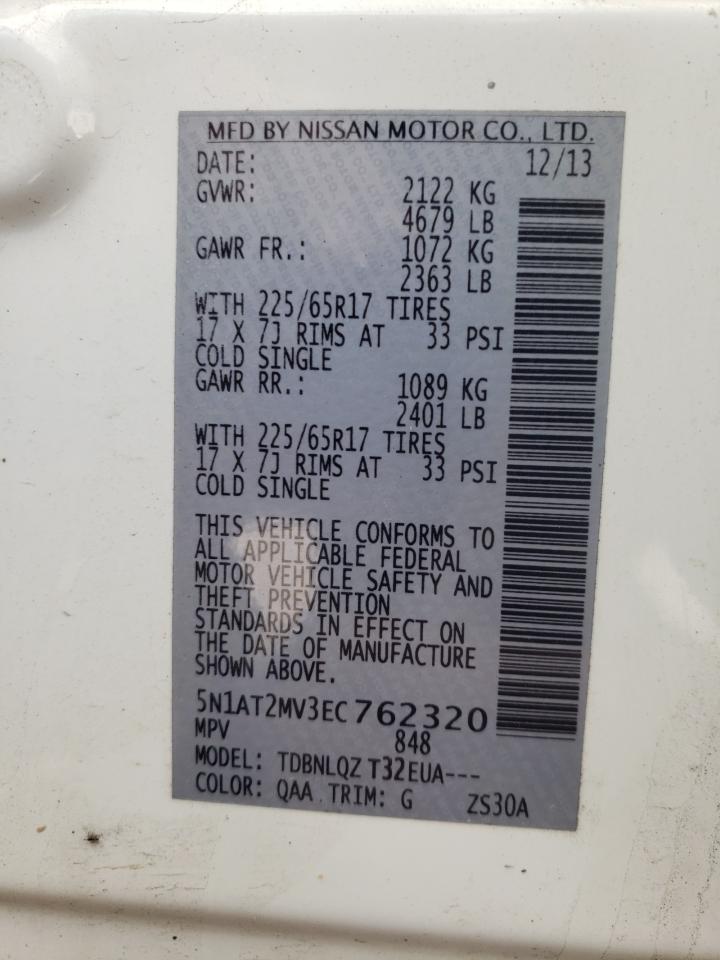 MFD BY NISSAN MOTOR CO., LTD.
DATE: 12/13
GVWR: 2122 KG
4679 LB
GAWR FR.: 1072 KG
2363 LB
WITH 225/65R17 TIRES
17 X 7J RIMS AT 33 PSI
COLD SINGLE
GAWR RR.: 1089 KG
2401 LB
WITH 225/65R17 TIRES
17 X 7J RIMS AT 33 PSI
COLD SINGLE
THIS VEHICLE CONFORMS TO
ALL APPLICABLE FEDERAL
MOTOR VEHICLE SAFETY AND
THEFT PREVENTION
STANDARDS IN EFFECT ON
THE DATE OF MANUFACTURE
SHOWN ABOVE.
5N1AT2MV3EC762320
MPV 848
MODEL: TDBNLQZ T32EUA---
COLOR: QAA TRIM: G ZS30A